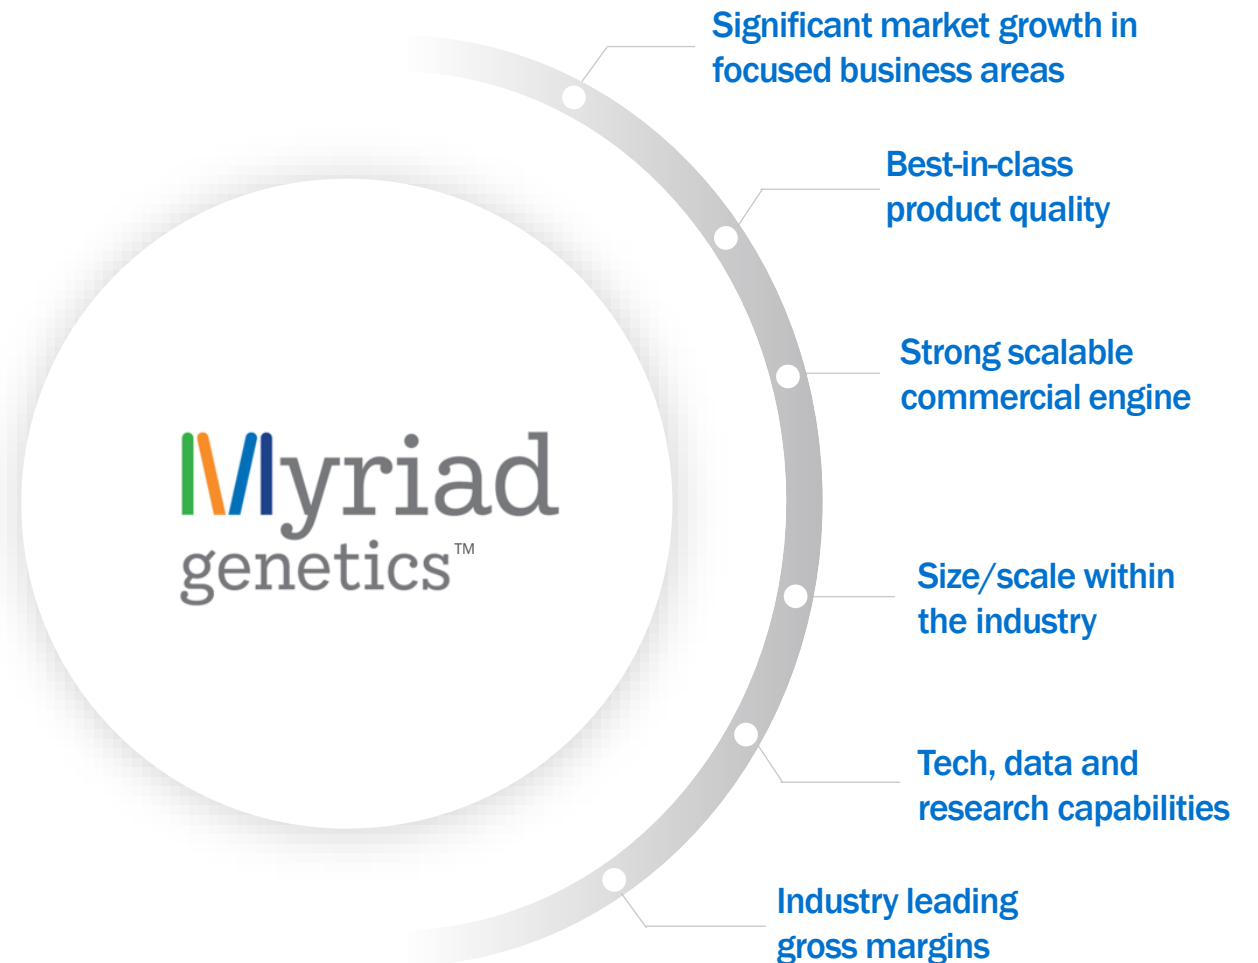 Significant market growth in
focused business areas
Best-in-class
product quality
Strong scalable
commercial engine
Myriad
genetics™
Size/scale within
the industry
Tech, data and
research capabilities
Industry leading
gross margins